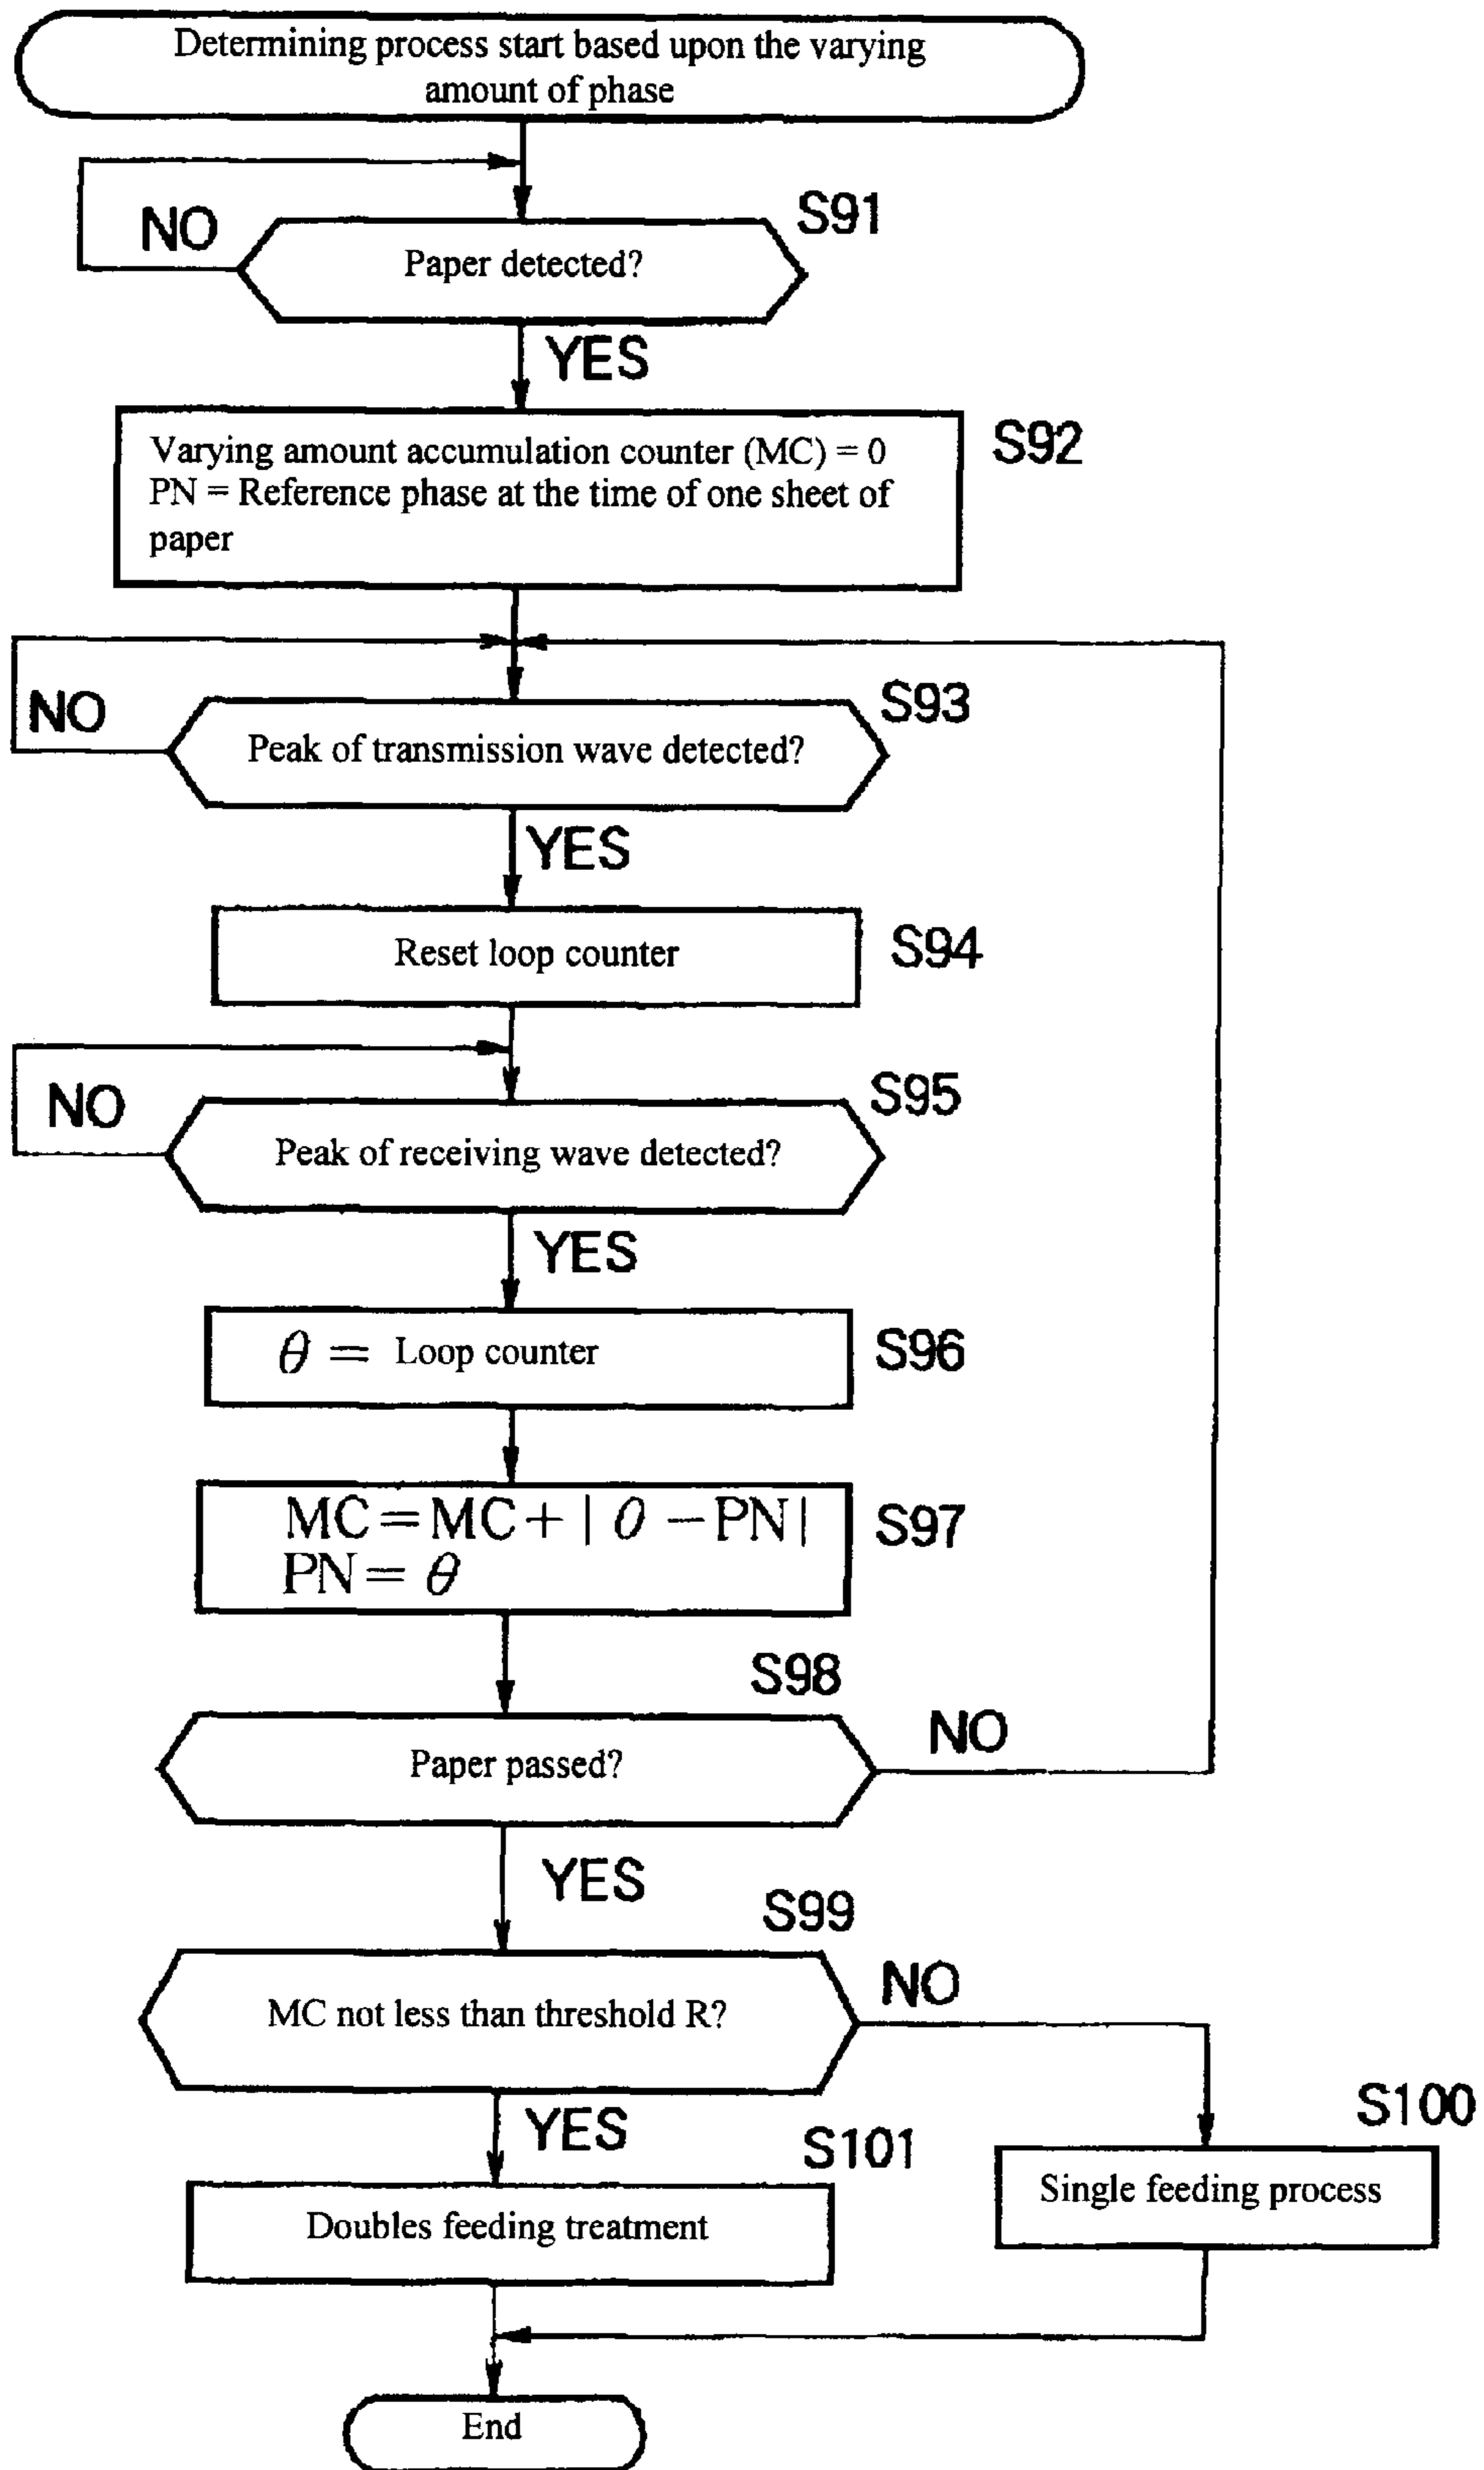 Determining process start based upon the varying
amount of phase
S91
NO
Paper detected?
YES
S92
Varying amount accumulation counter (MC) = 0
PN = Reference phase at the time of one sheet of
paper
S93
NO
Peak of transmission wave detected?
YES
Reset loop counter
S94
S95
NO
Peak of receiving wave detected?
YES
θ = Loop counter
S96
MC=MC+| θ −PN|
S97
PN= θ
S98
NO
Paper passed?
YES
S99
NO
MC not less than threshold R?
S100
YES
S101
Single feeding process
Doubles feeding treatment
End